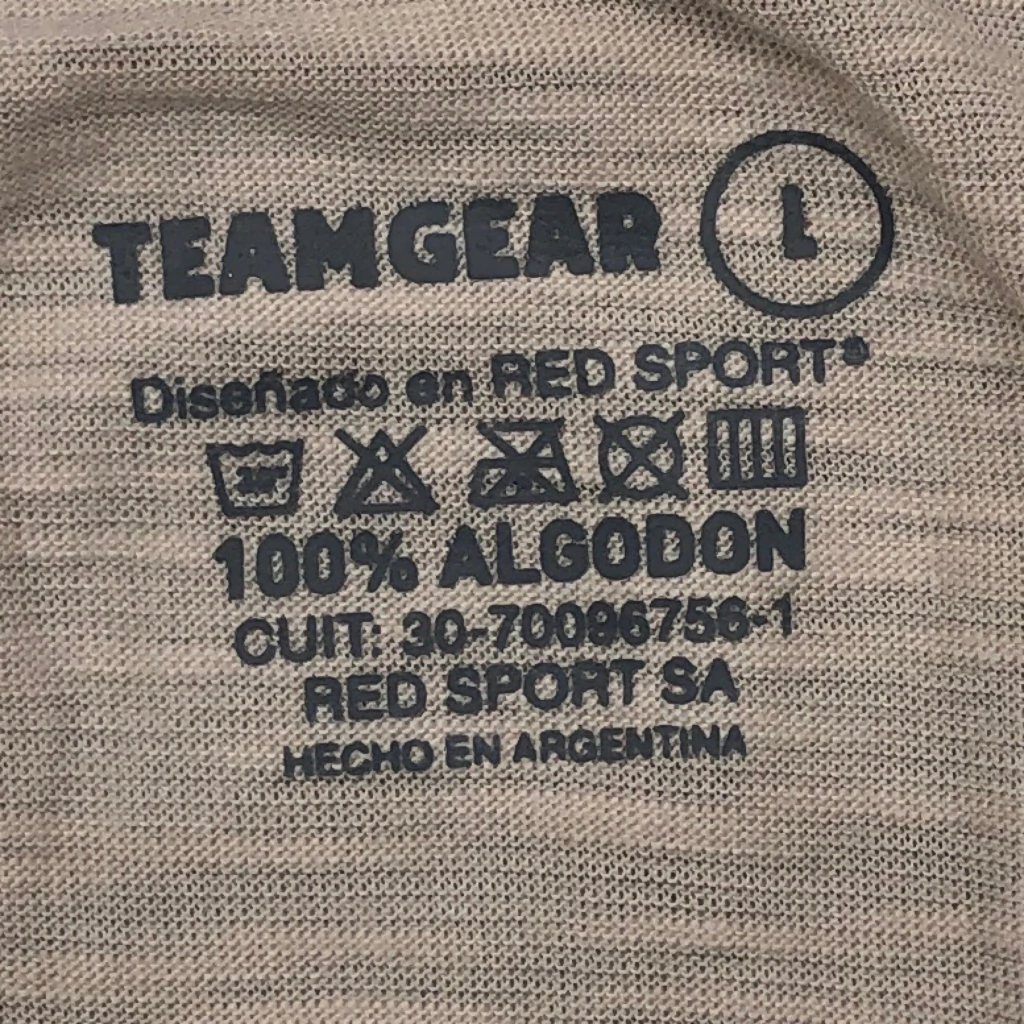 TEAMGEAR L
Diseñado en RED SPORT®
100% ALGODON
CUIT: 30-70096756-1
RED SPORT SA
HECHO EN ARGENTINA